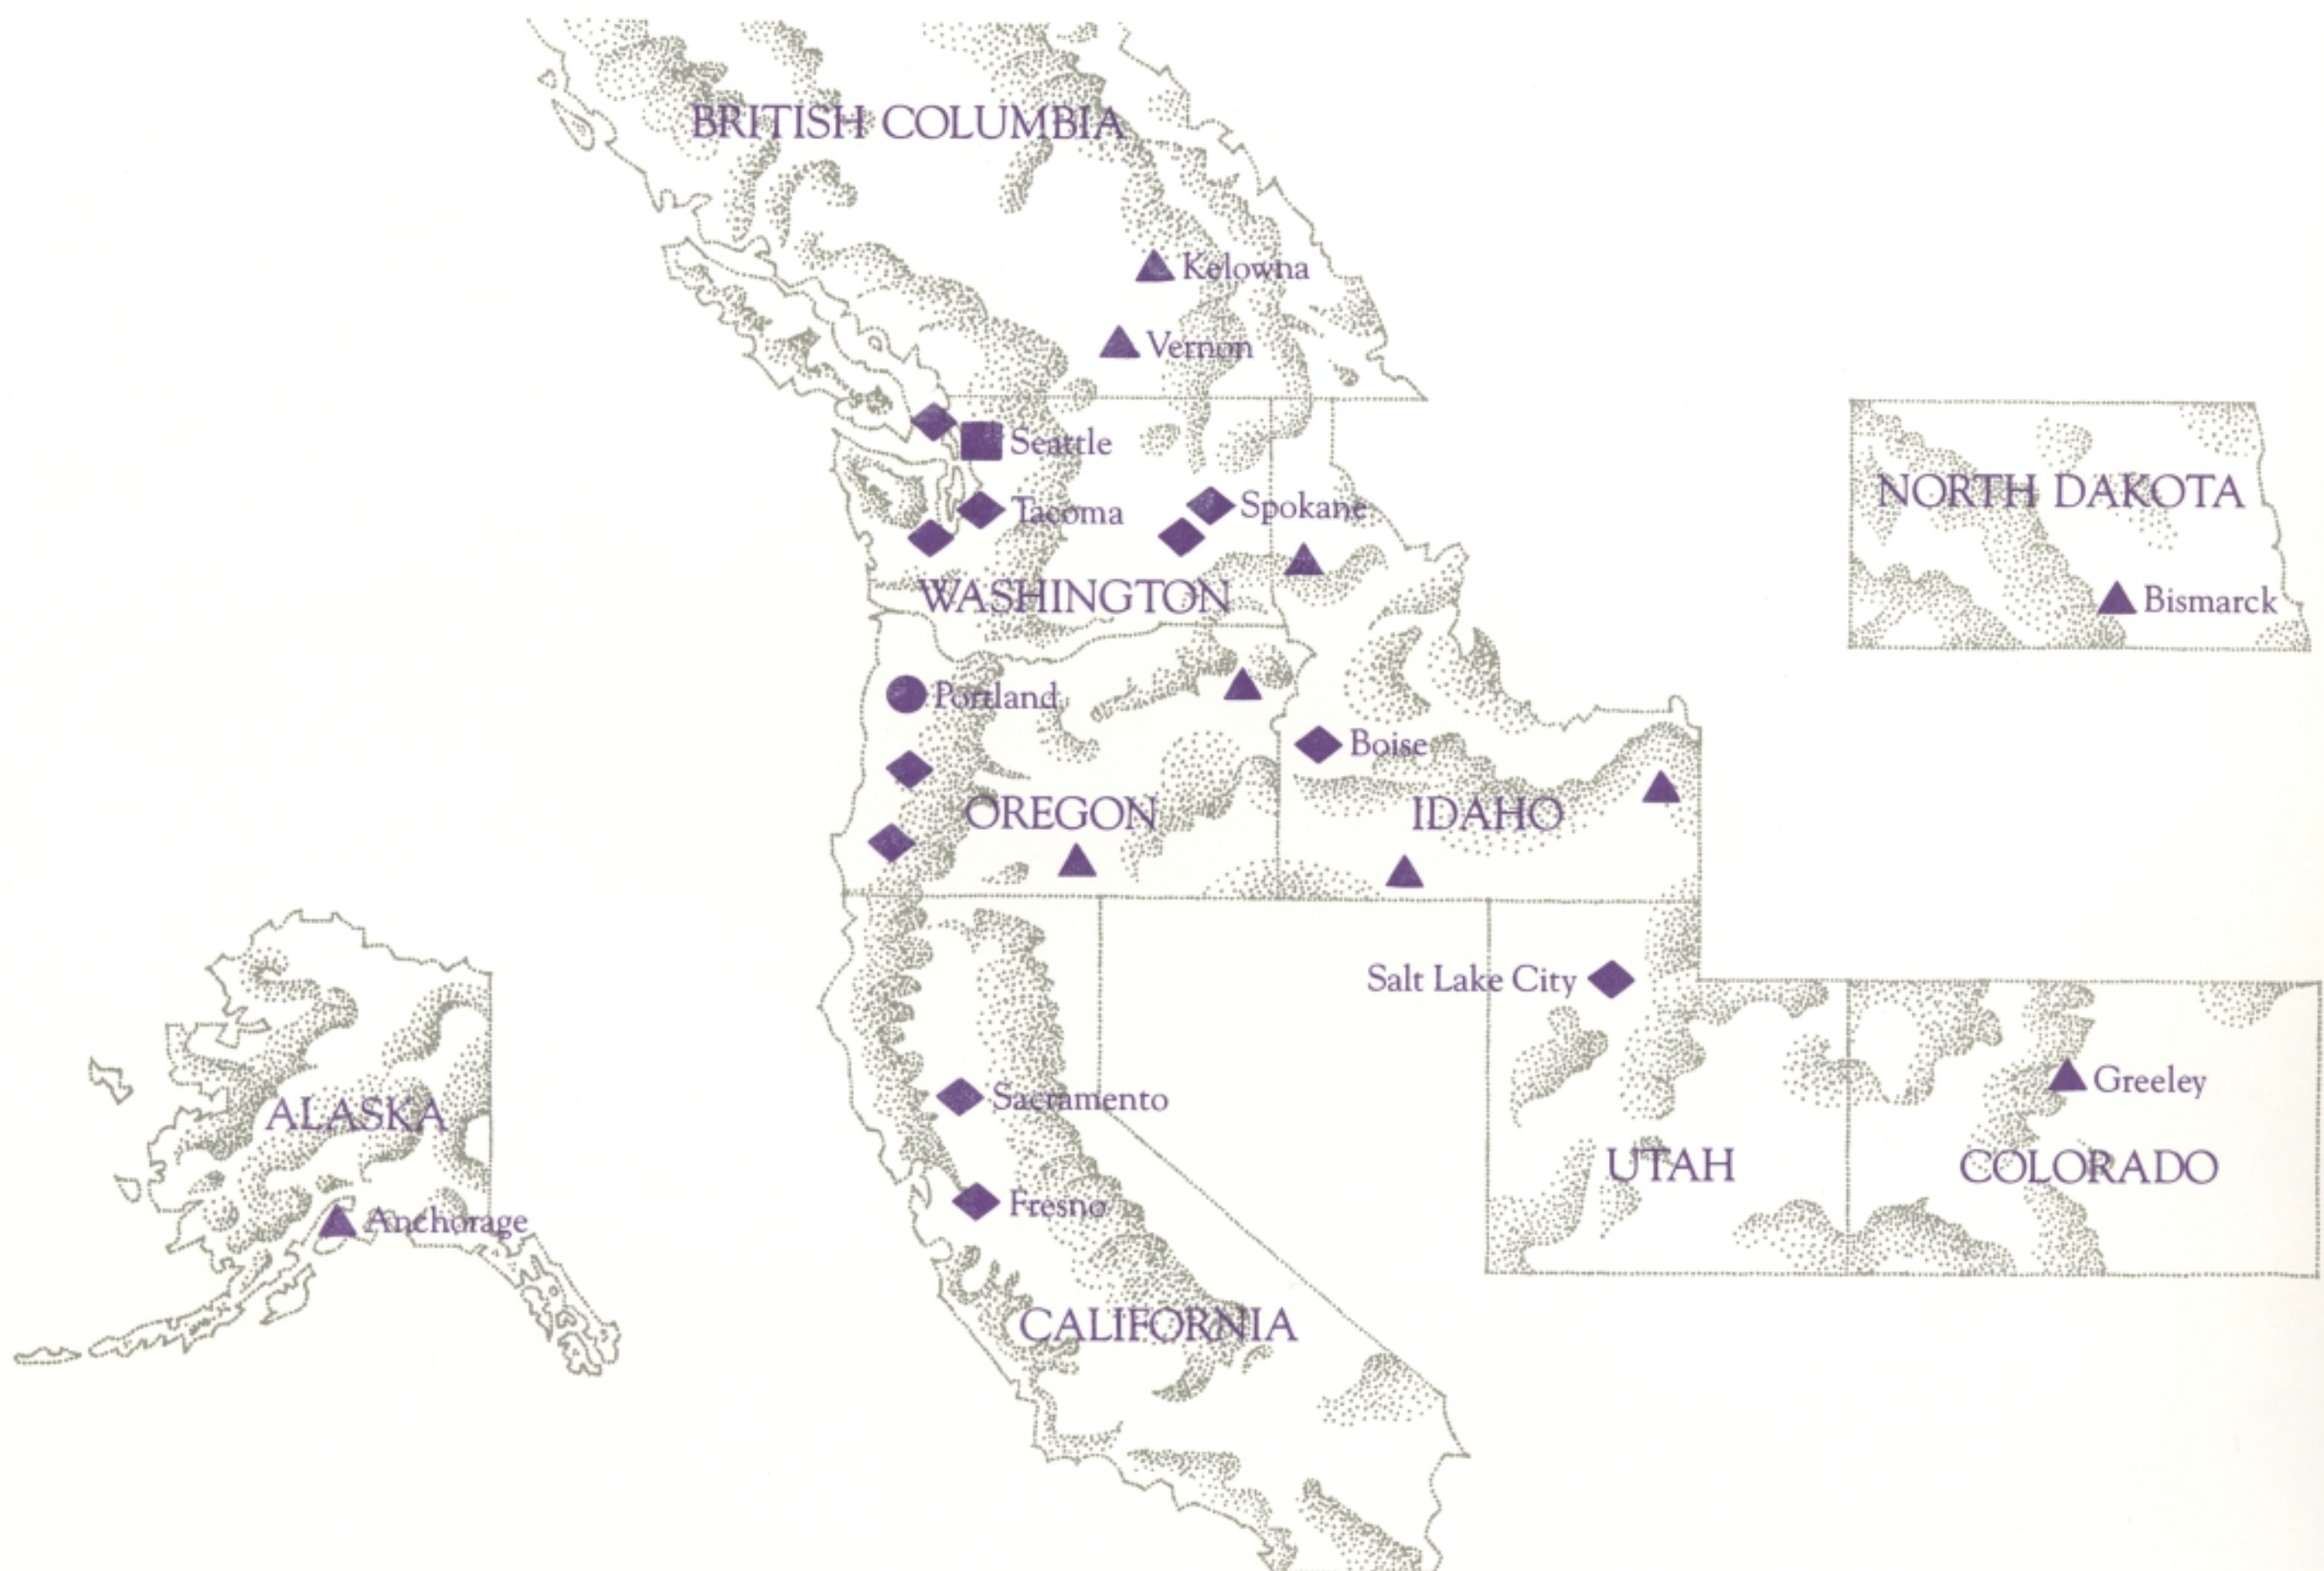 BRITISH COLUMBIA
Kelowna
Vernon
Seattle
Tacoma
Spokane
WASHINGTON
NORTH DAKOTA
Bismarck
Portland
Boise
OREGON
IDAHO
Salt Lake City
Sacramento
Greeley
ALASKA
UTAH
COLORADO
Fresno
Anchorage
CALIFORNIA